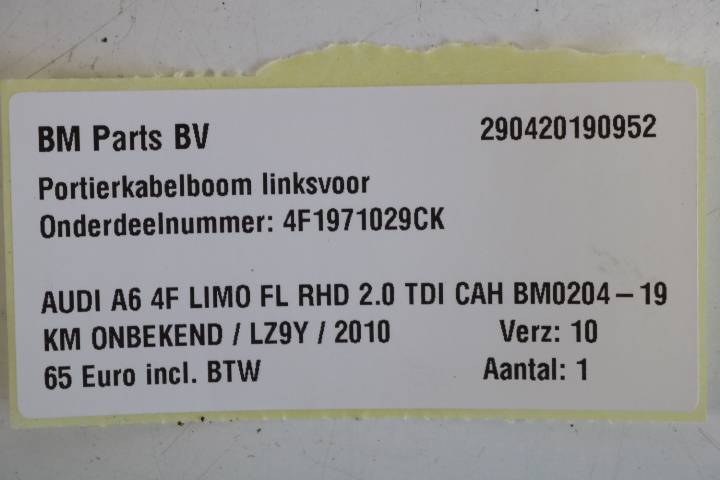 BM Parts BV 290420190952
Portierkabelboom linksvoor
Onderdeelnummer: 4F1971029CK
AUDI A6 4F LIMO FL RHD 2.0 TDI CAH BM0204-19
KM ONBEKEND / LZ9Y / 2010 Verz: 10
65 Euro incl. BTW Aantal: 1